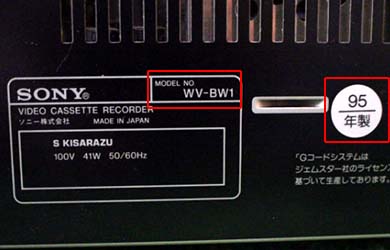 SONY®
MODEL NO
WV-BW1
VIDEO CASSETTE RECORDER
ソニー株式会社 MADE IN JAPAN
S KISARAZU
100V 41W 50/60Hz
95
年製
「Gコードシステムは
ジェムスター社のライセンス
基づいて生産しております。